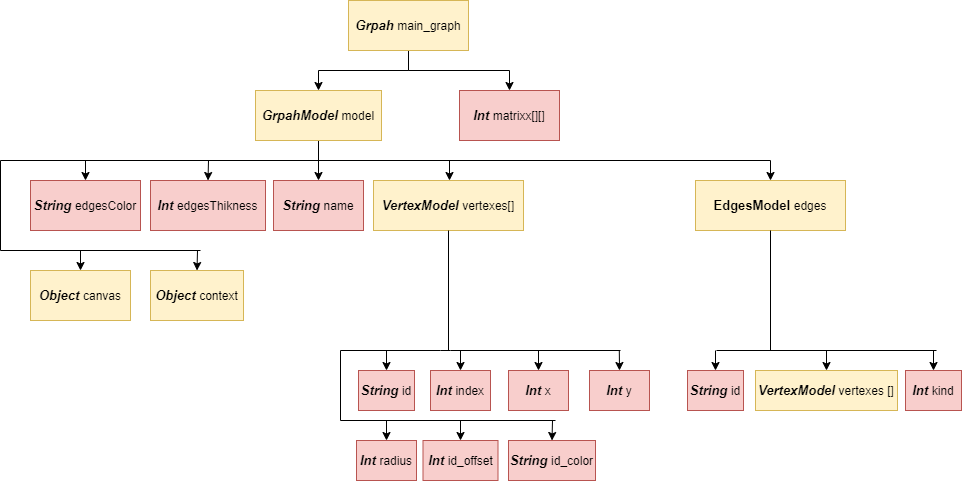 Grpah main_graph
GrpahModel model
Int matrixx[][]
String edgesColor
Int edgesThikness
String name
VertexModel vertexes[]
EdgesModel edges
Object canvas
Object context
String id
Int index
Int x
Int y
String id
VertexModel vertexes []
Int kind
Int radius
Int id_offset
String id_color